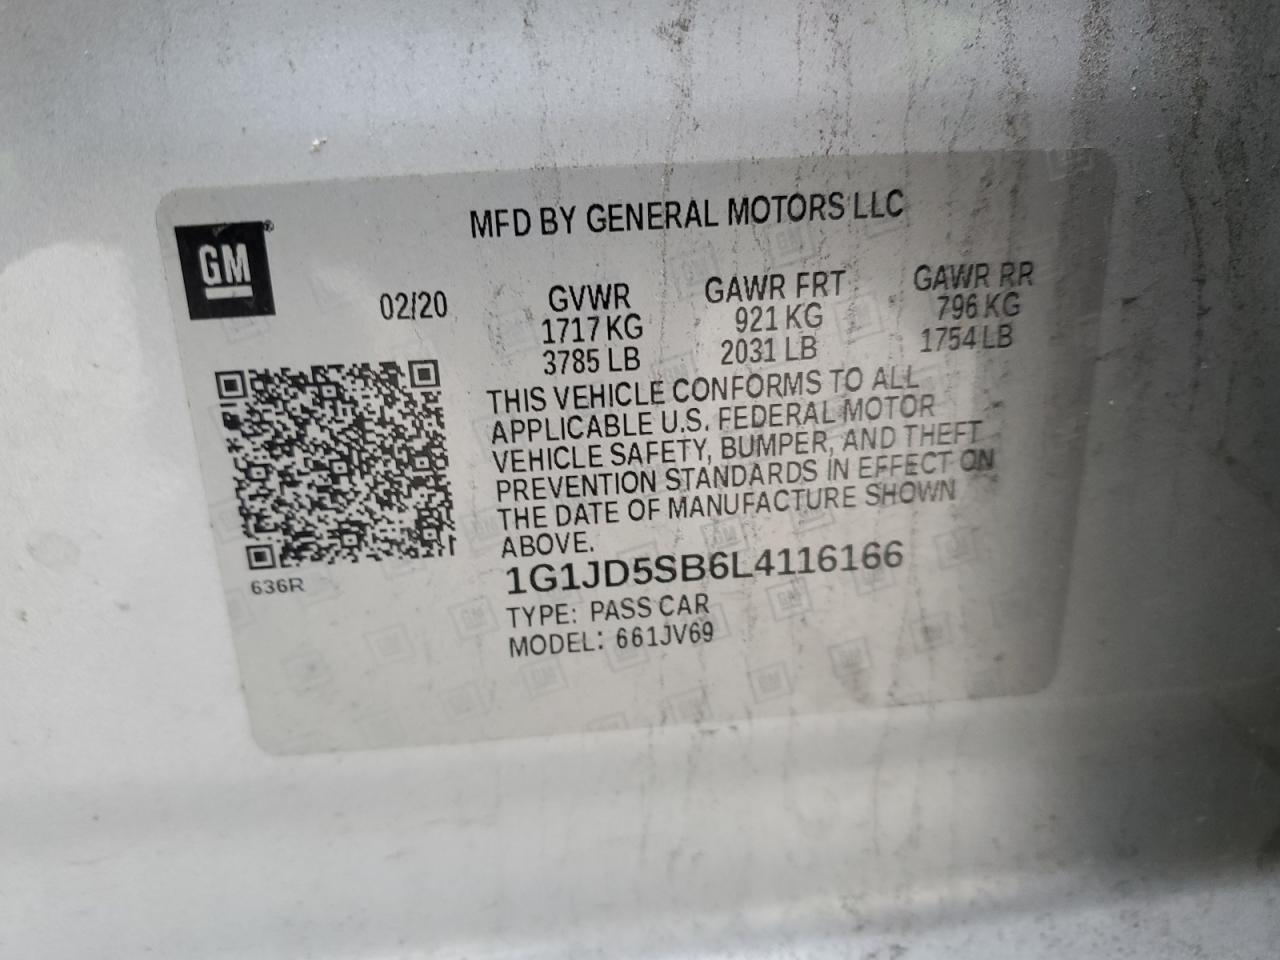 MFD BY GENERAL MOTORS LLC
GM
02/20
GVWR GAWR FRT GAWR RR
1717 KG 921 KG 796 KG
3785 LB 2031 LB 1754 LB
THIS VEHICLE CONFORMS TO ALL
APPLICABLE U.S. FEDERAL MOTOR
VEHICLE SAFETY, BUMPER, AND THEFT
PREVENTION STANDARDS IN EFFECT ON
THE DATE OF MANUFACTURE SHOWN
ABOVE.
636R
1G1JD5SB6L4116166
TYPE: PASS CAR
MODEL: 661JV69